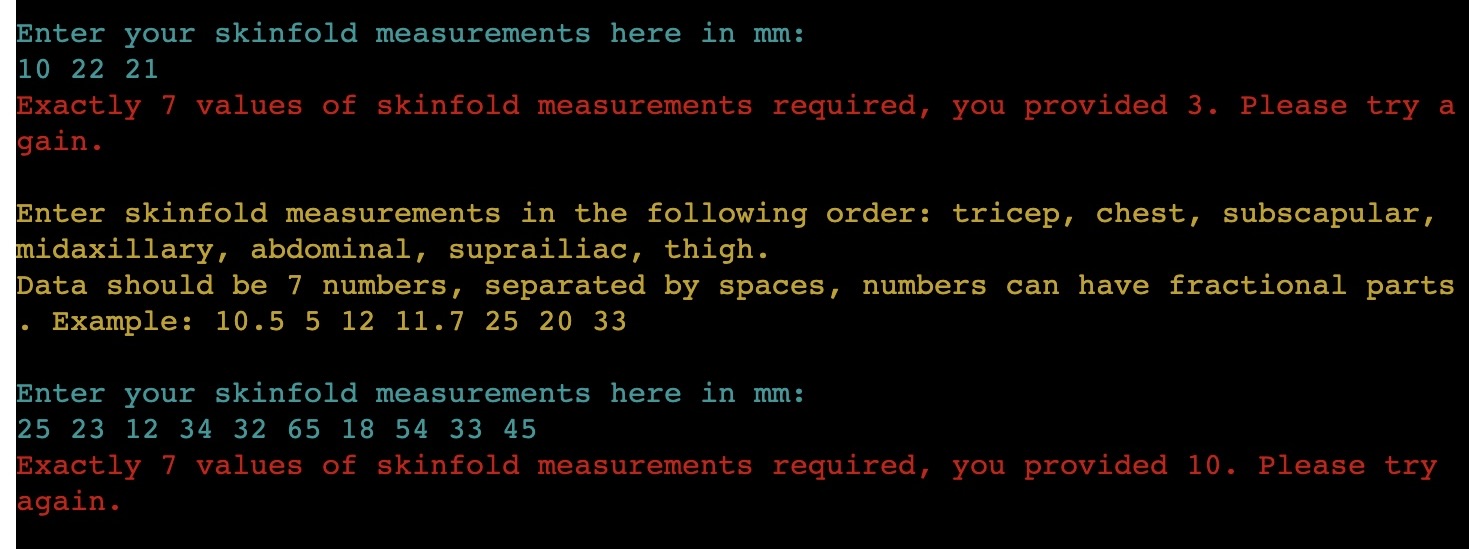 Enter your skinfold measurements here in mm:
10 22 21
Exactly 7 values of skinfold measurements required, you provided 3. Please try a
gain.
Enter skinfold measurements in the following order: tricep, chest, subscapular,
midaxillary, abdominal, suprailiac, thigh.
Data should be 7 numbers, separated by spaces, numbers can have fractional parts
. Example: 10.5 5 12 11.7 25 20 33
Enter your skinfold measurements here in mm:
25 23 12 34 32 65 18 54 33 45
Exactly 7 values of skinfold measurements required, you provided 10. Please try
again.